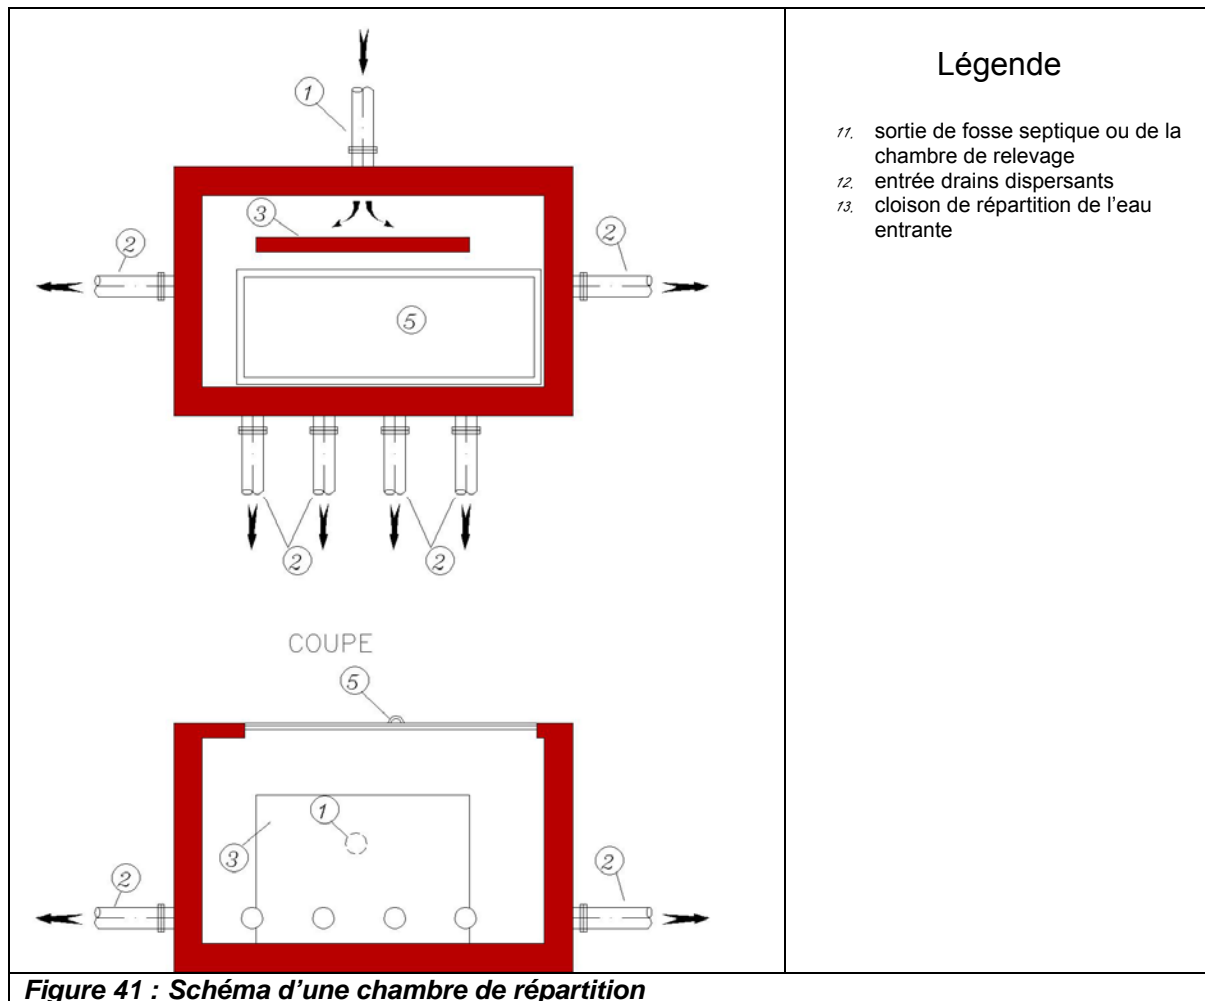 1
3
2
2
5
2
2
COUPE
5
1
3
2
2
Légende
11. sortie de fosse septique ou de la
chambre de relevage
12. entrée drains dispersants
13. cloison de répartition de l'eau
entrante
Figure 41 : Schéma d'une chambre de répartition